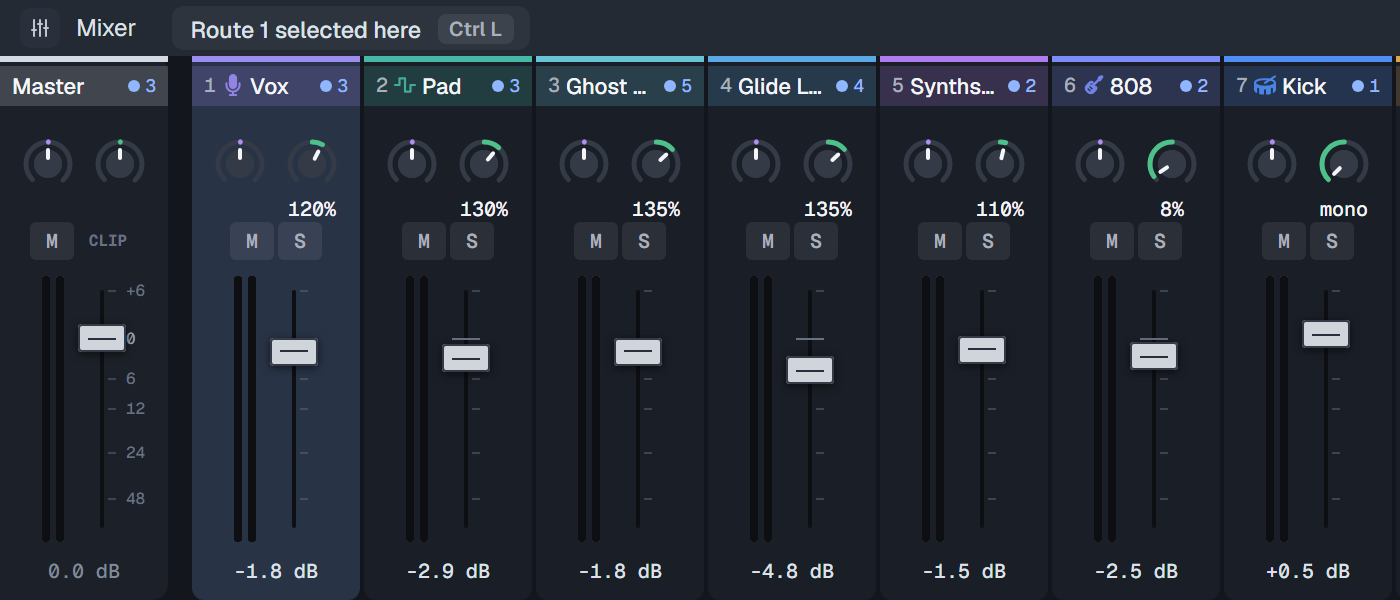 Mixer Route 1 selected here Ctrl L
Master 3 1 Vox 3 2 Pad 3 3 Ghost ... 5 4 Glide L... 4 5 Synths... 2 6 808 2 7 Kick 1
120% 130% 135% 135% 110% 8% mono
M CLIP M S M S M S M S M S M S M S
+6
0
6
12
24
48
0.0 dB -1.8 dB -2.9 dB -1.8 dB -4.8 dB -1.5 dB -2.5 dB +0.5 dB